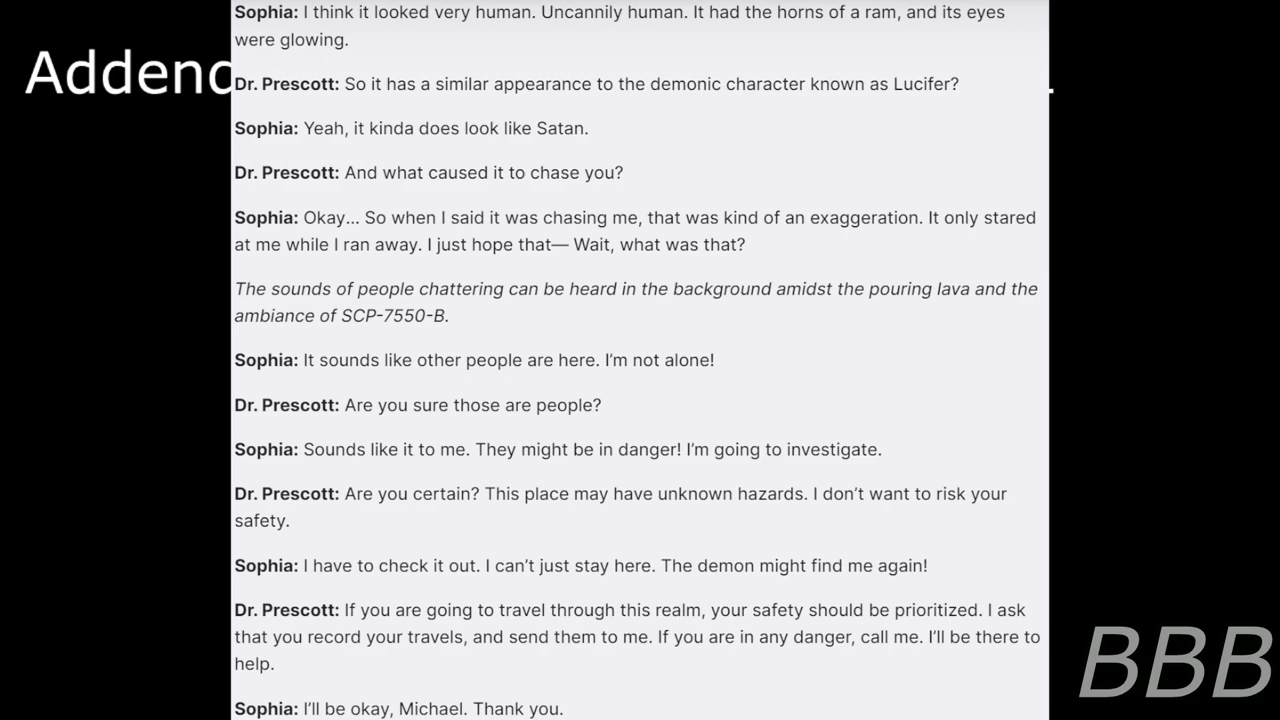 Sophia: I think it looked very human. Uncannily human. It had the horns of a ram, and its eyes
were glowing.
Addenc
Dr. Prescott: So it has a similar appearance to the demonic character known as Lucifer?
Sophia: Yeah, it kinda does look like Satan.
Dr. Prescott: And what caused it to chase you?
Sophia: Okay... So when I said it was chasing me, that was kind of an exaggeration. It only stared
at me while I ran away. I just hope that— Wait, what was that?
The sounds of people chattering can be heard in the background amidst the pouring lava and the
ambiance of SCP-7550-B.
Sophia: It sounds like other people are here. I'm not alone!
Dr. Prescott: Are you sure those are people?
Sophia: Sounds like it to me. They might be in danger! I'm going to investigate.
Dr. Prescott: Are you certain? This place may have unknown hazards. I don't want to risk your
safety.
Sophia: I have to check it out. I can't just stay here. The demon might find me again!
Dr. Prescott: If you are going to travel through this realm, your safety should be prioritized. I ask
that you record your travels, and send them to me. If you are in any danger, call me. I'll be there to
help.
Sophia: I'll be okay, Michael. Thank you.
BBB